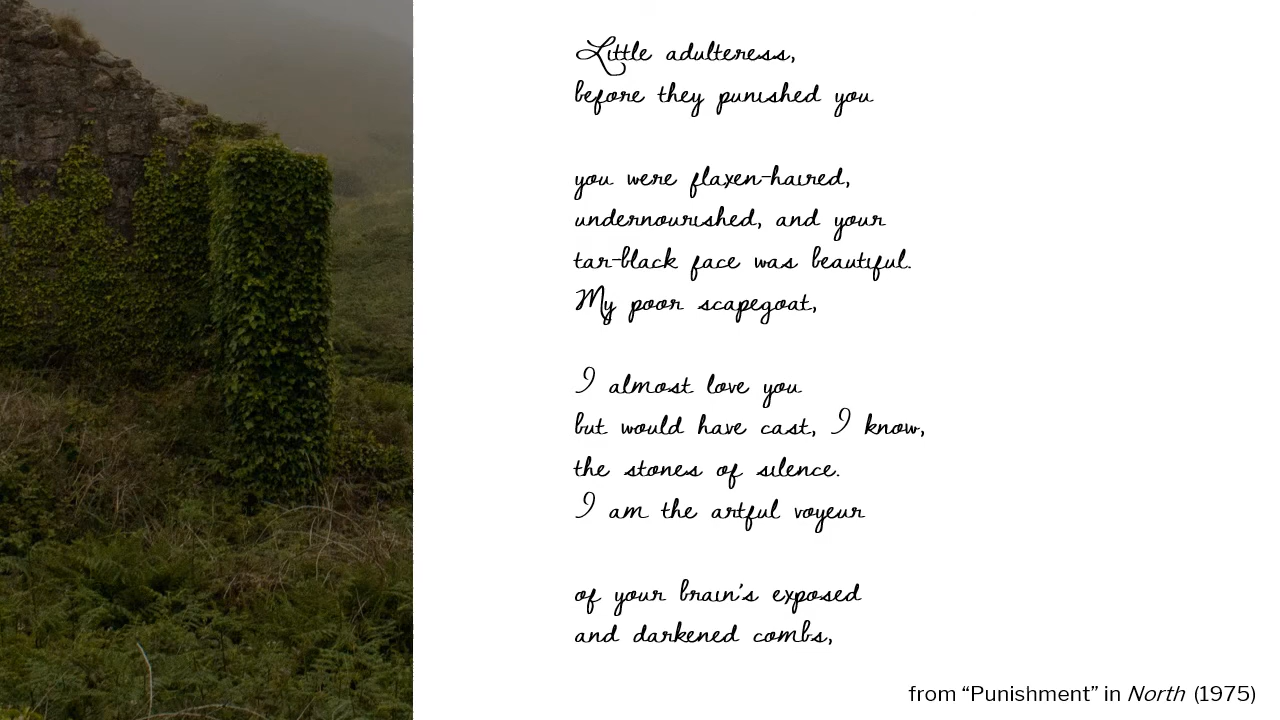 Little adulteress,
before they punished you
you were flaxen-haired,
undernourished, and your
tar-black face was beautiful.
My poor scapegoat,
I almost love you
but would have cast, I know,
the stones of silence.
I am the artful voyeur
of your brain's exposed
and darkened combs,
from “Punishment” in North (1975)